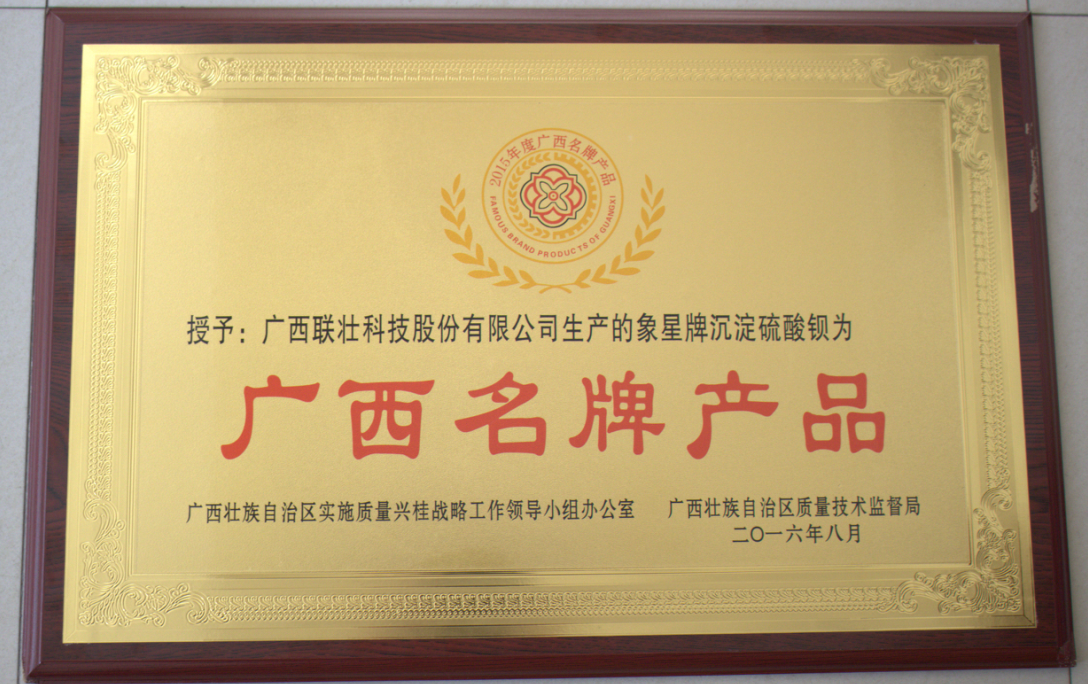 2015年度广西名牌产品
FAMOUS BRAND PRODUCTS OF GUANGXI
授予：广西联壮科技股份有限公司生产的象星牌沉淀硫酸钡为
广西名牌产品
广西壮族自治区实施质量兴桂战略工作领导小组办公室 广西壮族自治区质量技术监督局
二〇一六年八月